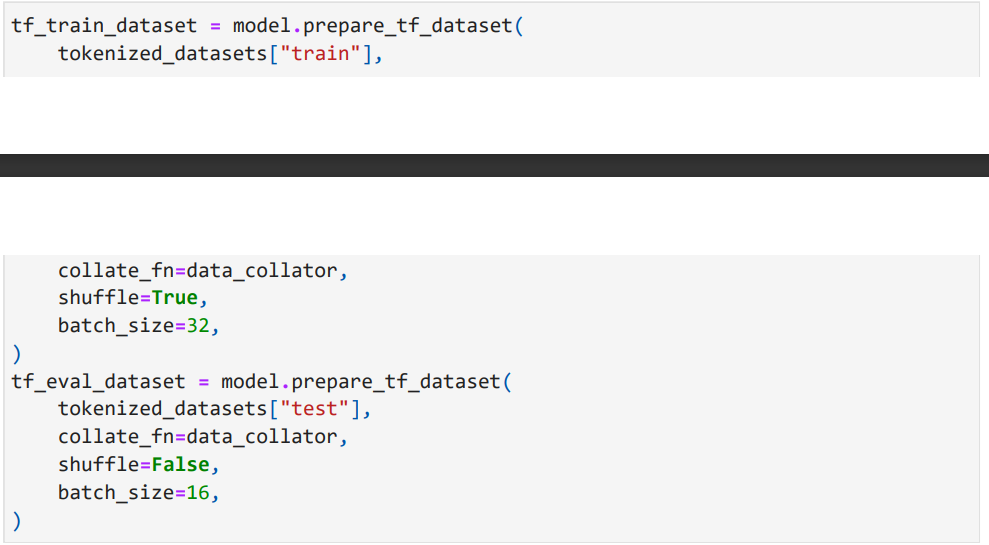 tf_train_dataset = model.prepare_tf_dataset(
    tokenized_datasets["train"],
    collate_fn=data_collator,
    shuffle=True,
    batch_size=32,
)
tf_eval_dataset = model.prepare_tf_dataset(
    tokenized_datasets["test"],
    collate_fn=data_collator,
    shuffle=False,
    batch_size=16,
)